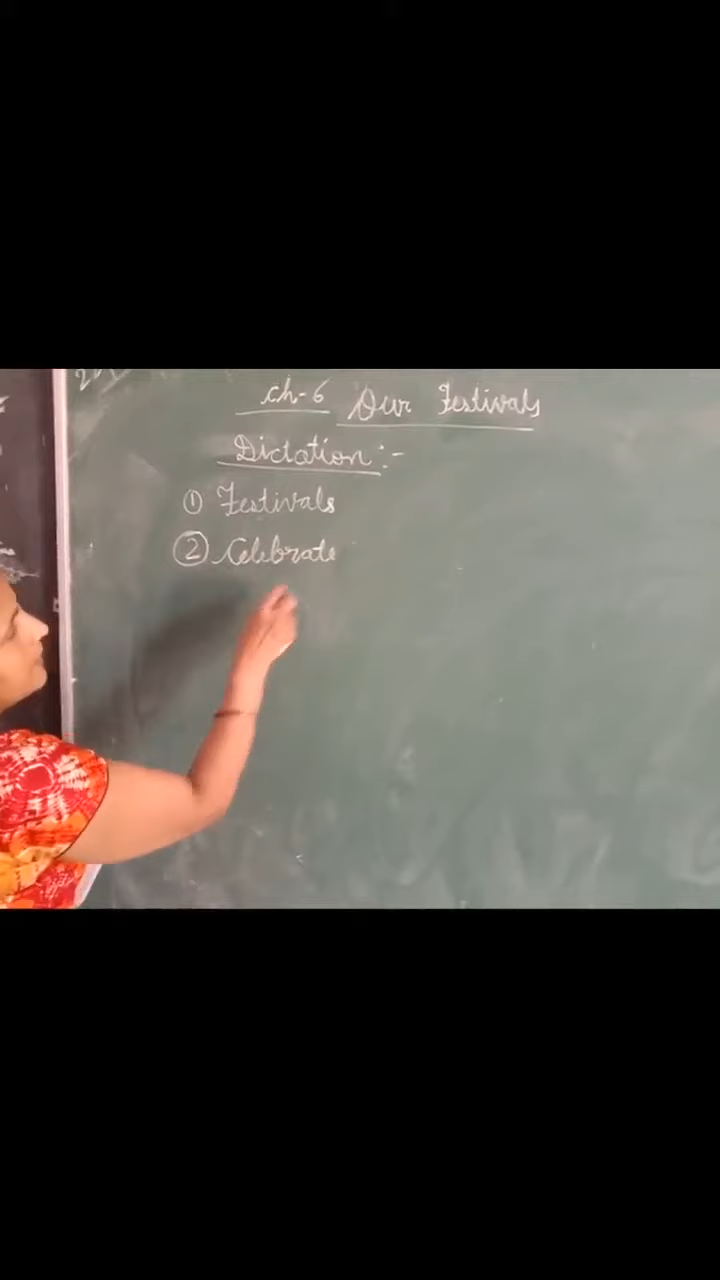 Ch-6 Our Festivals
Dictation:-
① Festivals
② Celebrate